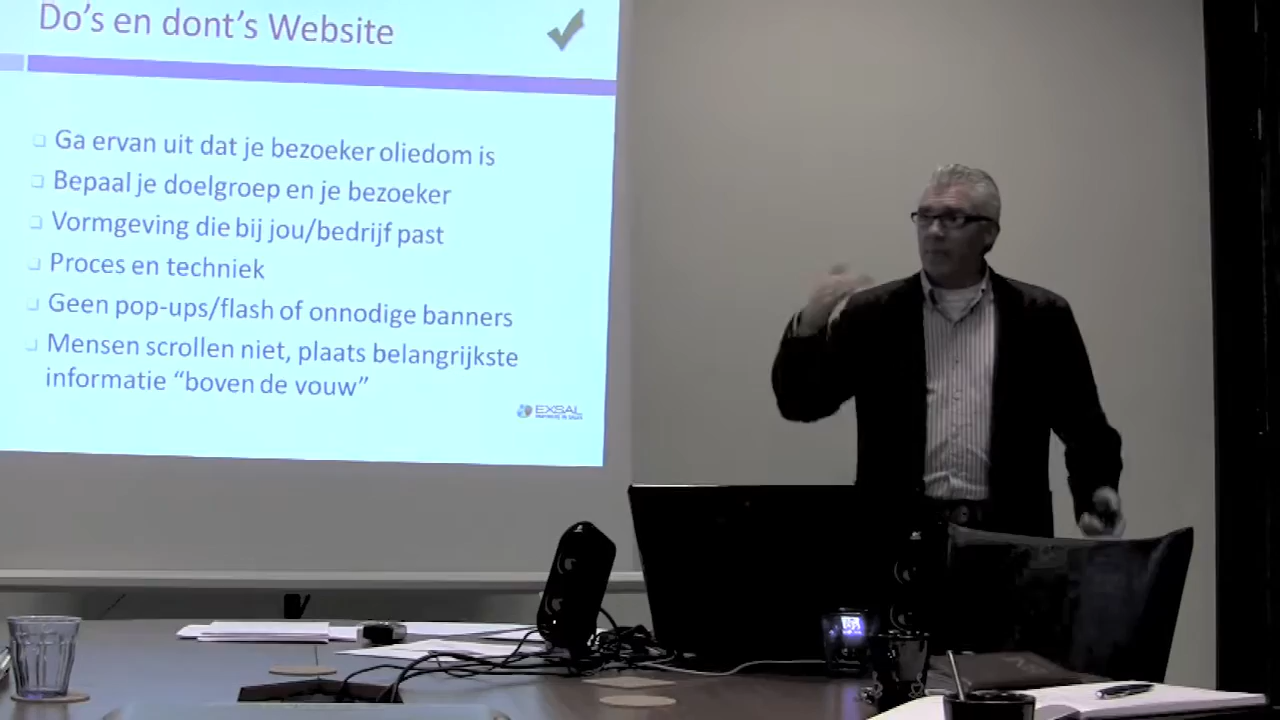 Do's en dont's Website
Ga ervan uit dat je bezoeker oliedom is
Bepaal je doelgroep en je bezoeker
Vormgeving die bij jou/bedrijf past
Proces en techniek
Geen pop-ups/flash of onnodige banners
Mensen scrollen niet, plaats belangrijkste
informatie “boven de vouw”
EXSAL